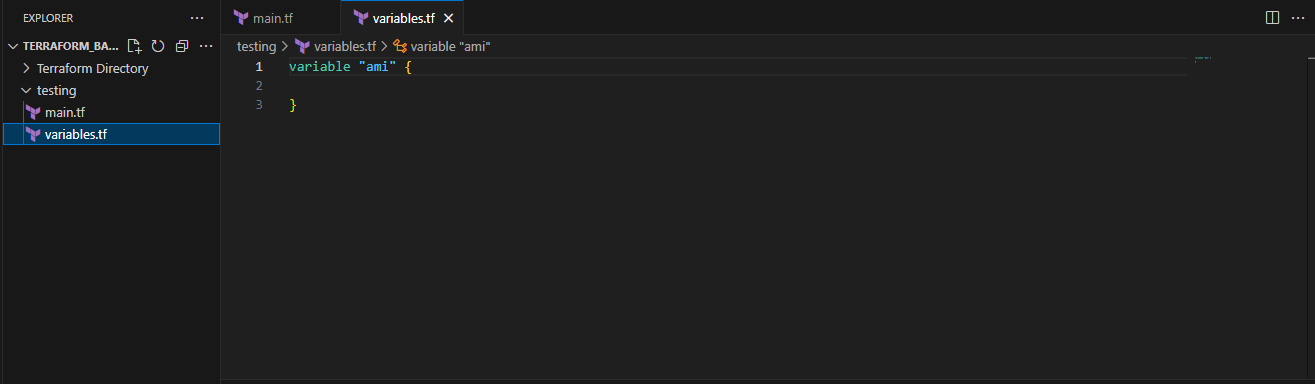 EXPLORER ...
TERRAFORM_BA... ...
Terraform Directory
testing
main.tf
variables.tf
main.tf variables.tf ...
testing > variables.tf > variable "ami"
1 variable "ami" {
2
3 }